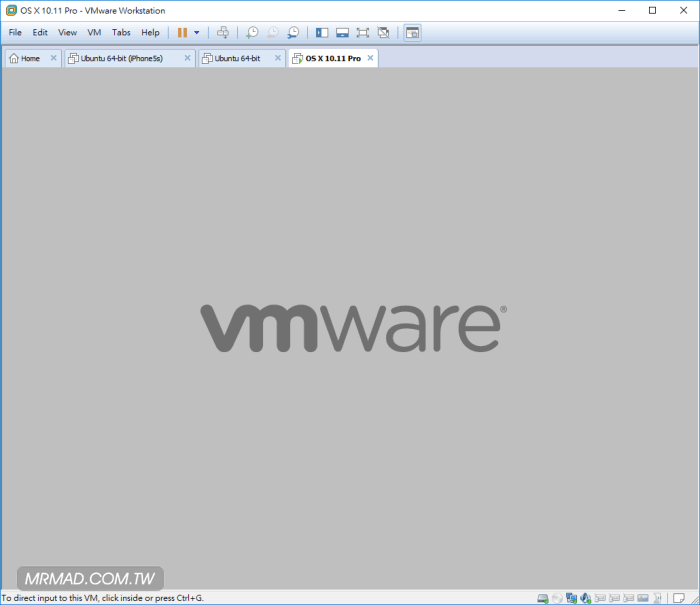 OS X 10.11 Pro - VMware Workstation
File Edit View VM Tabs Help
Home Ubuntu 64-bit (iPhone5s) Ubuntu 64-bit OS X 10.11 Pro
vmware®
MRMAD.COM.TW
To direct input to this VM, click inside or press Ctrl+G.